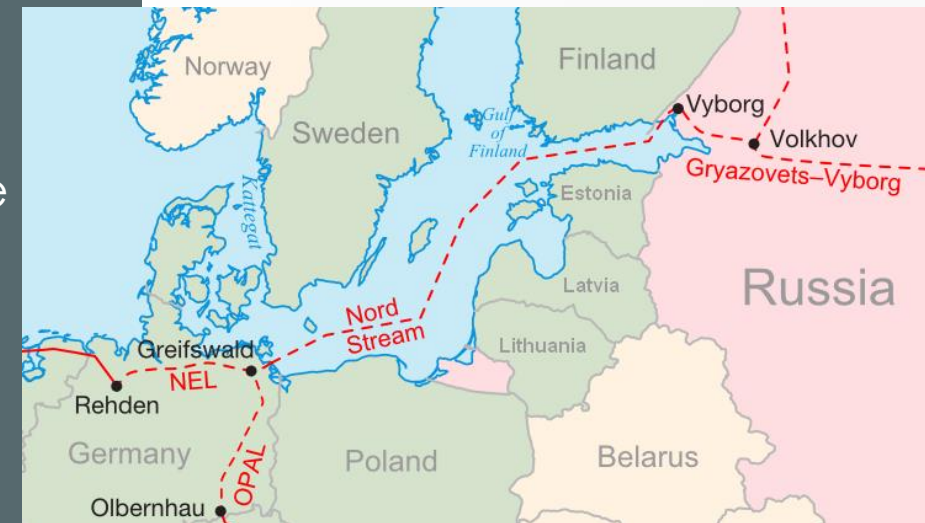 Norway
Finland
Vyborg
Sweden
Gulf
of
Finland
Volkhov
Gryazovets–Vyborg
e
Kattegat
Estonia
Latvia
Russia
Nord
Stream
Lithuania
Greifswald
NEL
Rehden
Germany
OPAL
Poland
Belarus
Olbernhau